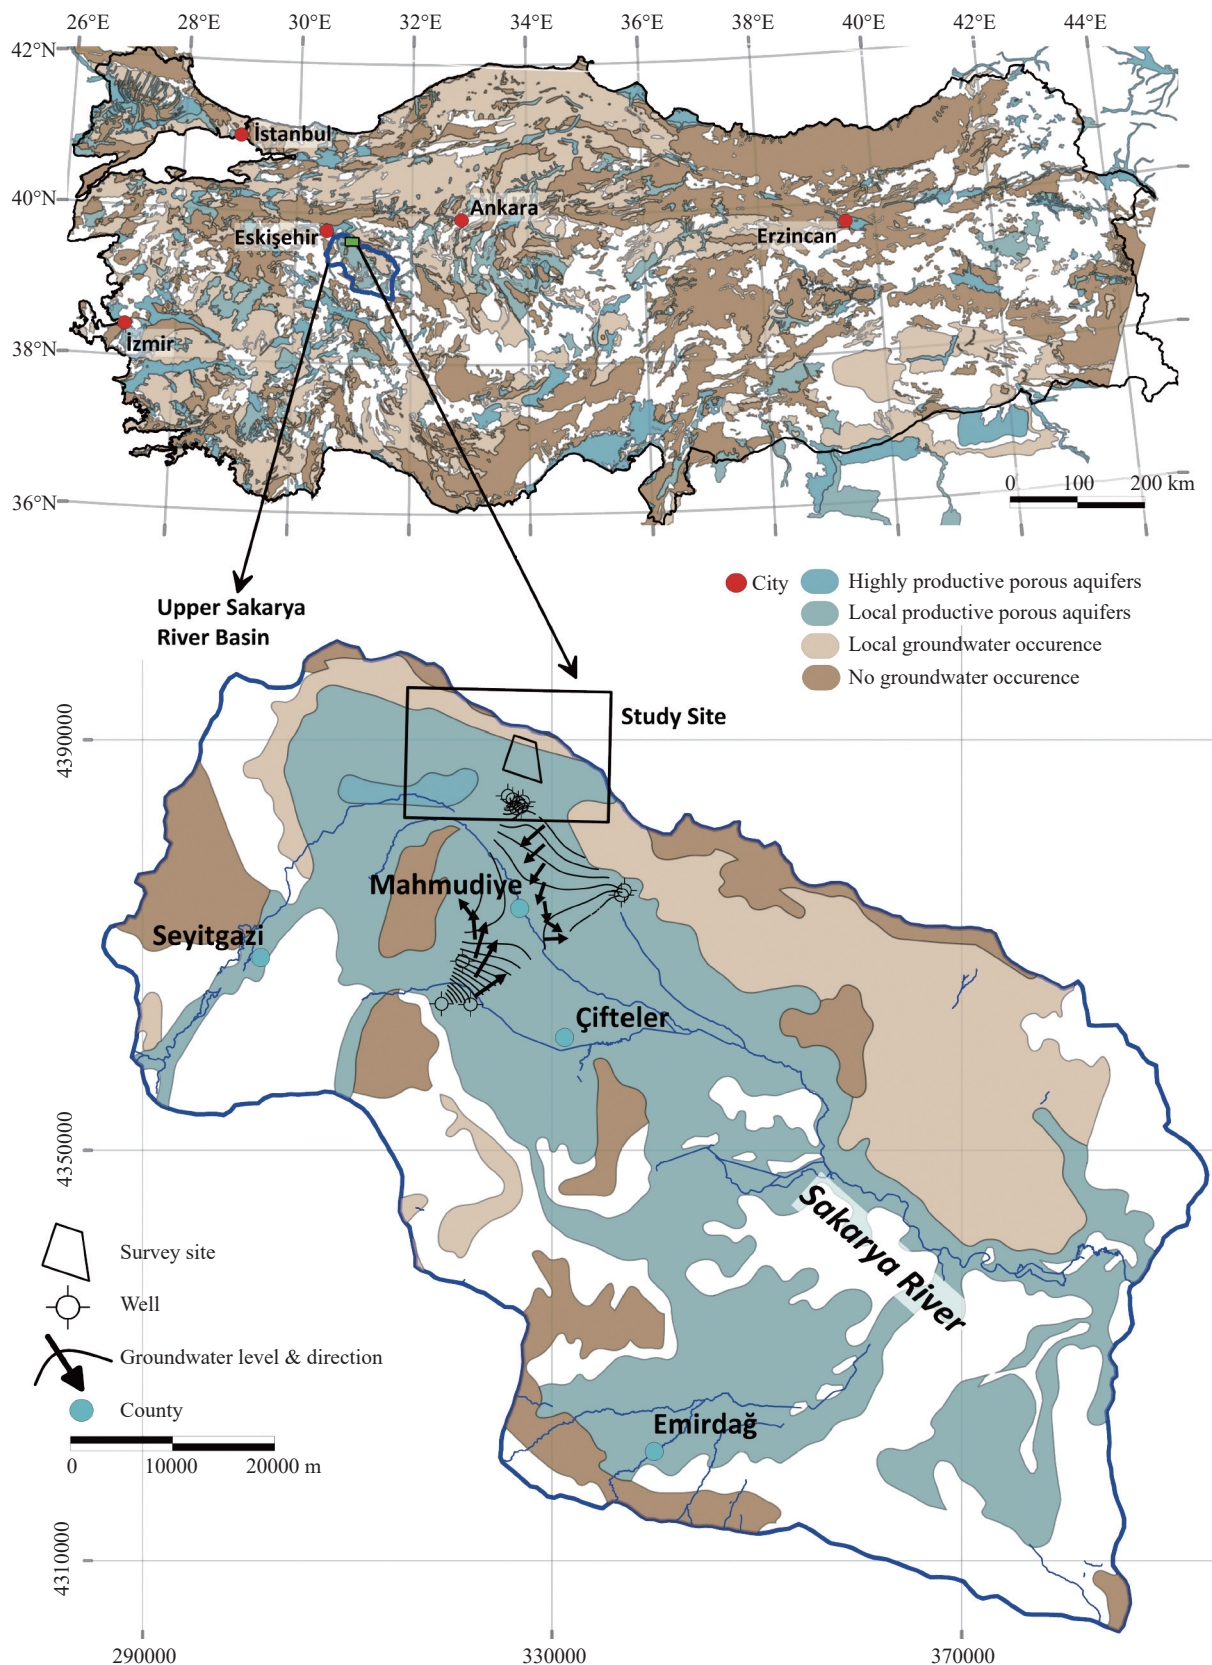 26°E 28°E 30°E 32°E 34°E 36°E 38°E 40°E 42°E 44°E
42°N
İstanbul
40°N
Ankara
Eskişehir
Erzincan
İzmir
38°N
36°N
0 100 200 km
City
Highly productive porous aquifers
Local productive porous aquifers
Local groundwater occurence
No groundwater occurence
Upper Sakarya
River Basin
Study Site
4390000
Mahmudiye
Seyitgazi
Çifteler
4350000
Sakarya River
Survey site
Well
Groundwater level & direction
County
0 10000 20000 m
Emirdağ
4310000
290000 330000 370000